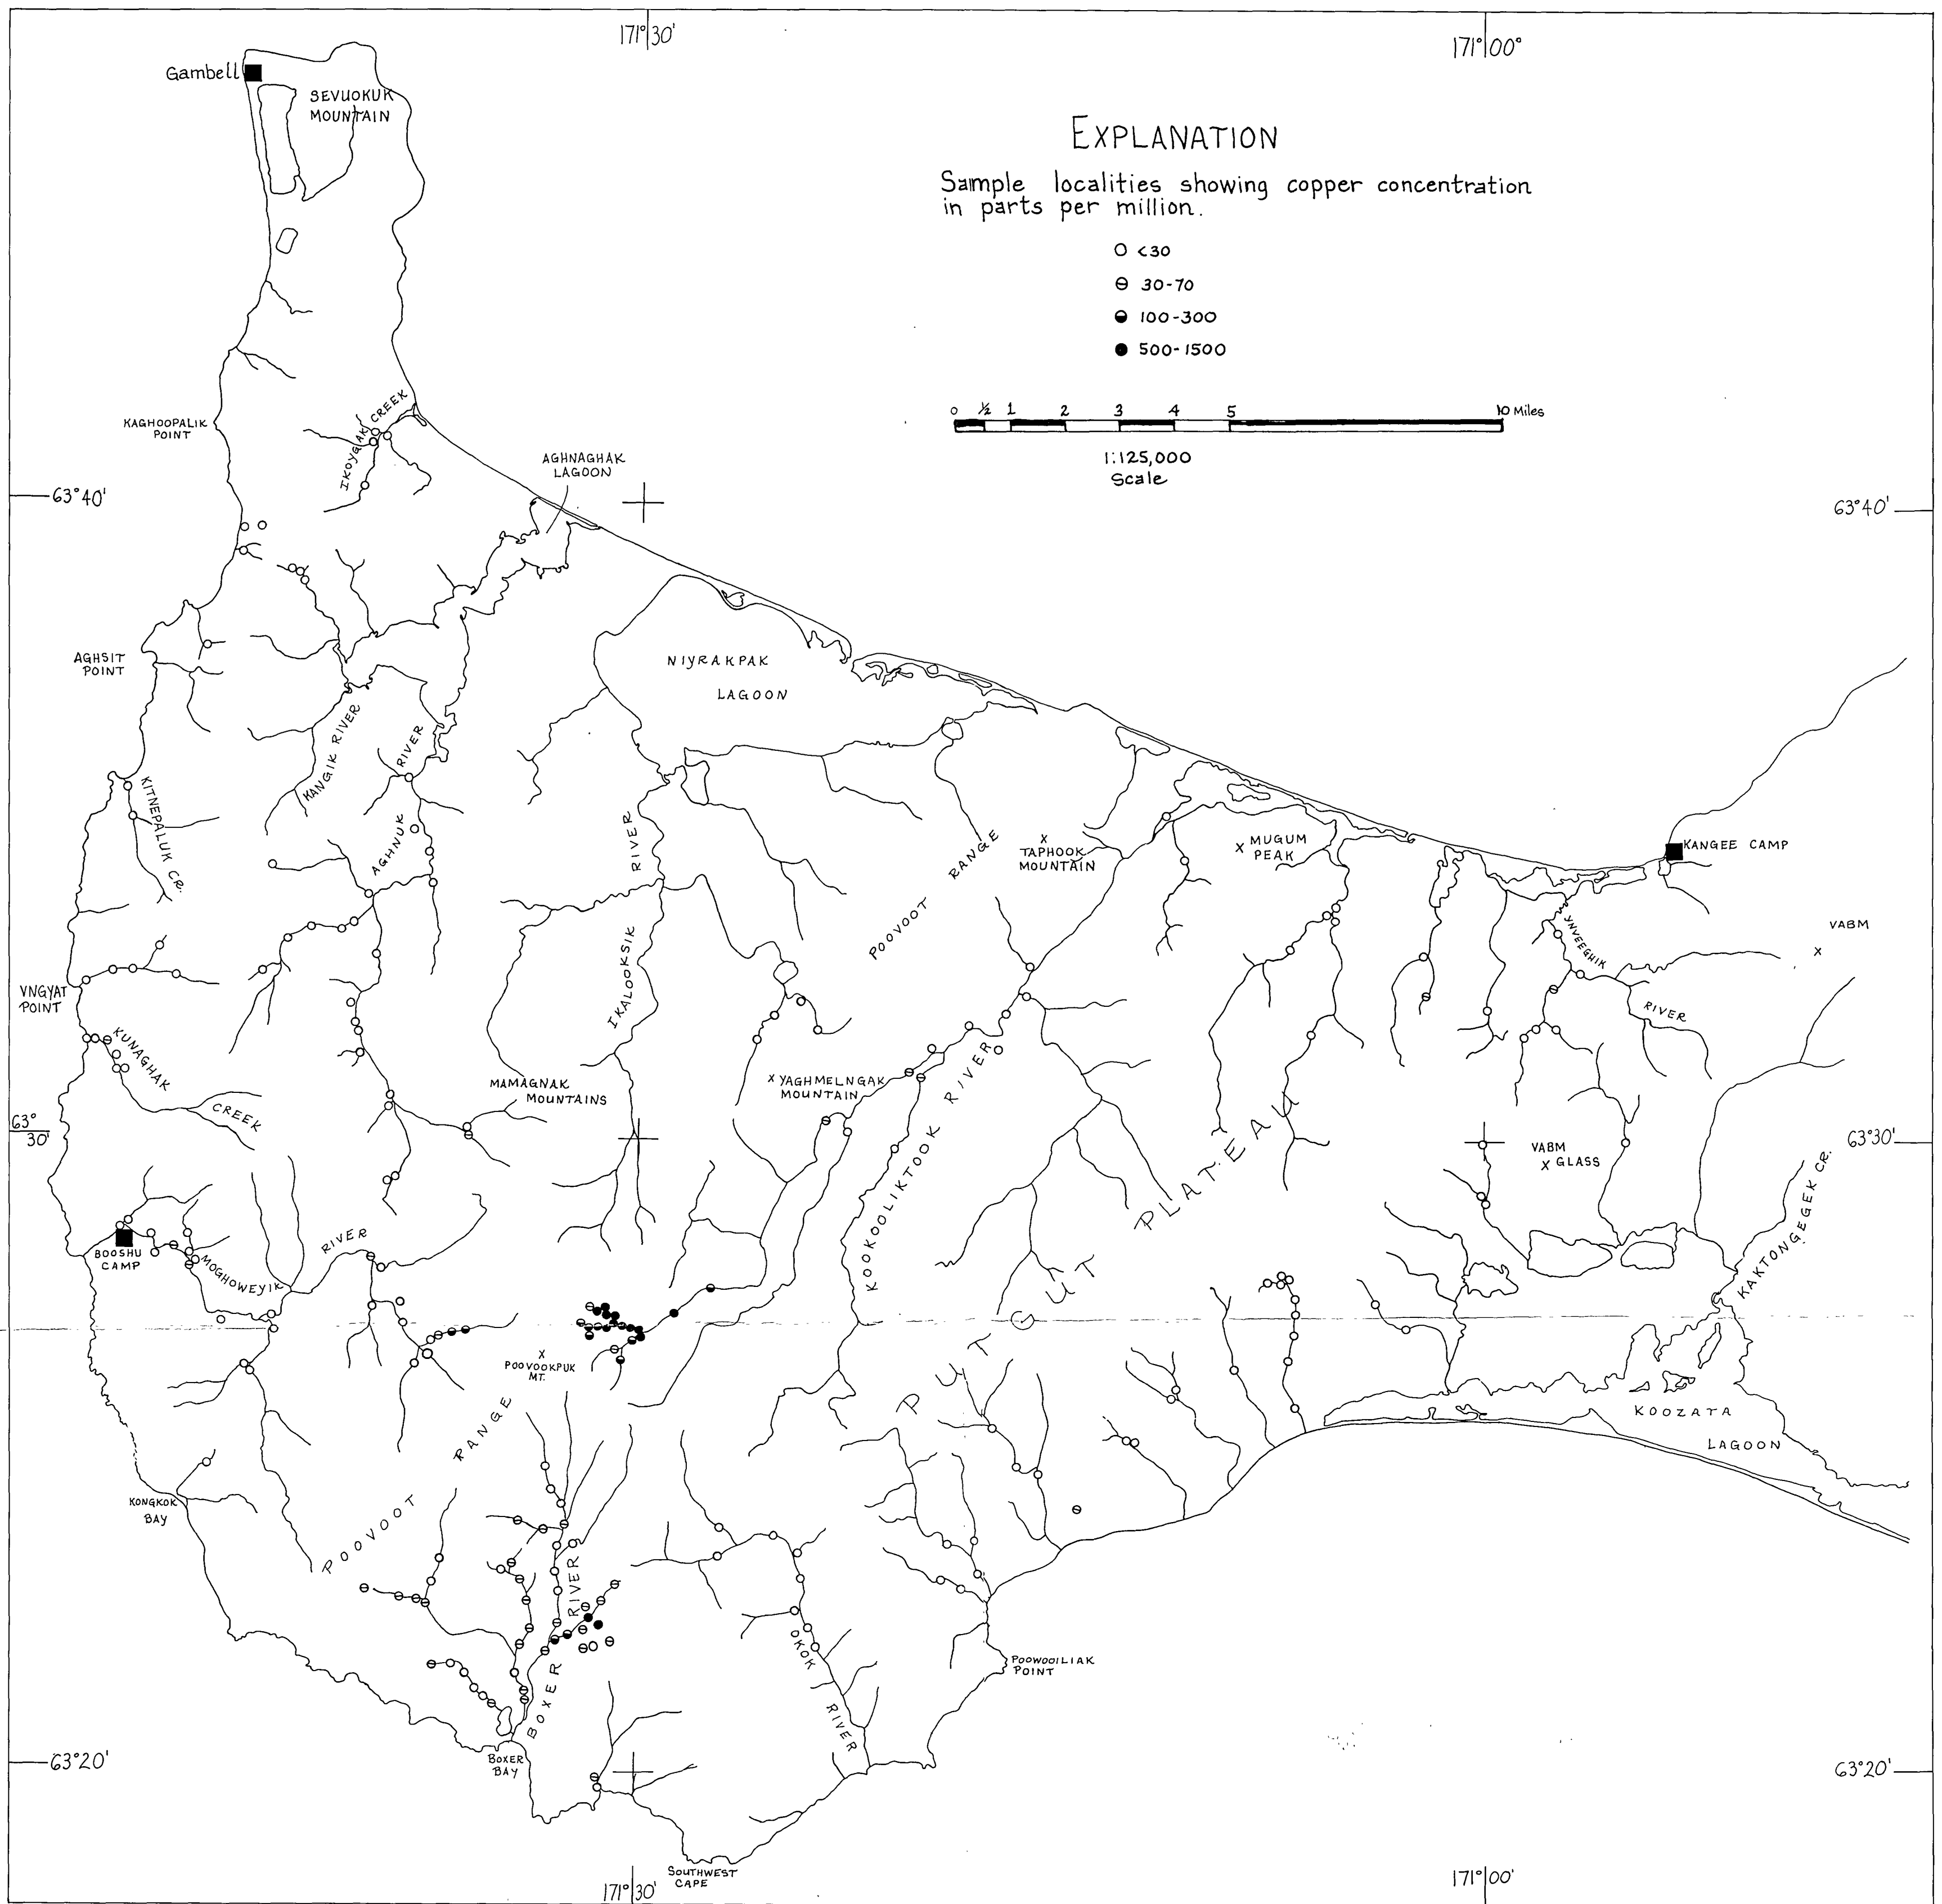 171°30'
171°00°
Gambell
SEVUOKUK
MOUNTAIN
EXPLANATION
Sample localities showing copper concentration
in parts per million.
<30
30-70
100-300
500-1500
0 ½ 1 2 3 4 5 10 Miles
1:125,000
Scale
KAGHOOPALIK
POINT
IKOYGAK CREEK
AGHNAGHAK
LAGOON
63°40'
63°40'
AGHSIT
POINT
NIYRAKPAK
LAGOON
KANGIK RIVER
AGHNUK RIVER
KITNEPALUK CR.
IKALOOKSIK RIVER
POOVOOT RANGE
X
TAPHOOK
MOUNTAIN
X MUGUM
PEAK
KANGEE CAMP
VABM
X
YNVEEGHIK
RIVER
VNGYAT
POINT
KUNAGHAK
CREEK
MAMAGNAK
MOUNTAINS
X YAGHMELNGAK
MOUNTAIN
KOOKOOLIKTOOK RIVER
63°
30'
63°30'
VABM
X GLASS
PUTGUT PLATEAU
KAKTONGEGEK CR.
BOOSHU
CAMP
MOGHOWEYIK
RIVER
X
POOVOOKPUK
MT.
POOVOOT RANGE
KOOZATA
LAGOON
KONGKOK
BAY
BOXER RIVER
OKOK
RIVER
POOWOOILIAK
POINT
63°20'
63°20'
BOXER
BAY
SOUTHWEST
CAPE
171°30'
171°00'